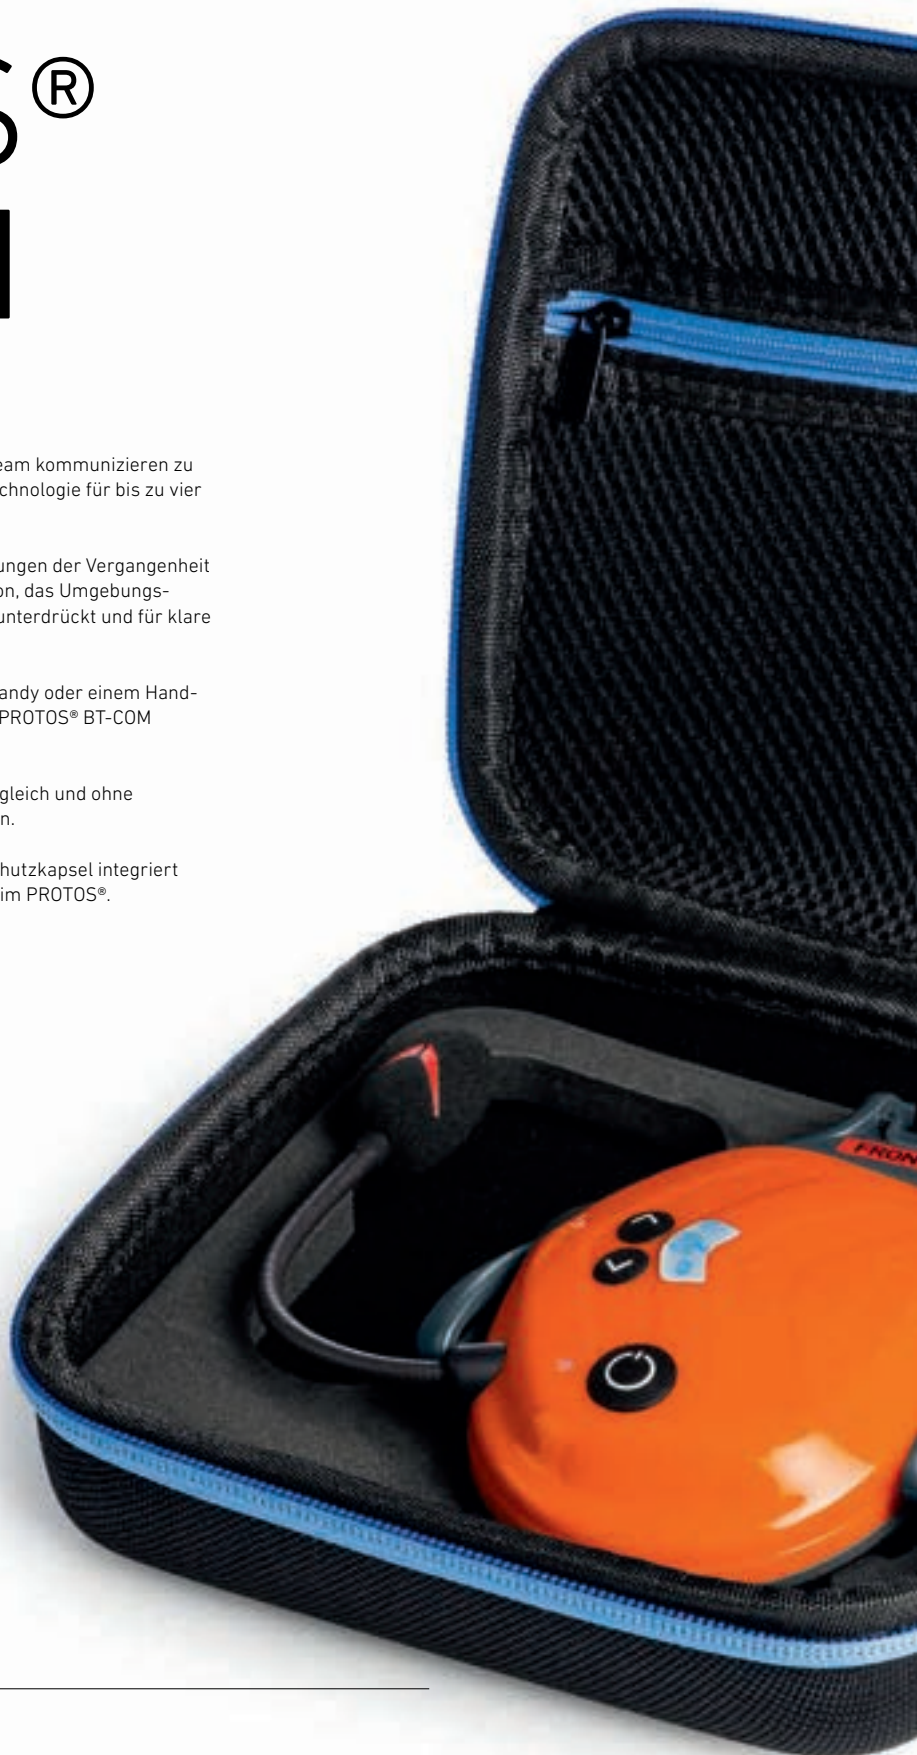 S®
eam kommunizieren zu
chnologie für bis zu vier
ungen der Vergangenheit
on, das Umgebungs-
unterdrückt und für klare
andy oder einem Hand-
PROTOS® BT-COM
gleich und ohne
n.
hutzkapsel integriert
im PROTOS®.
FRON